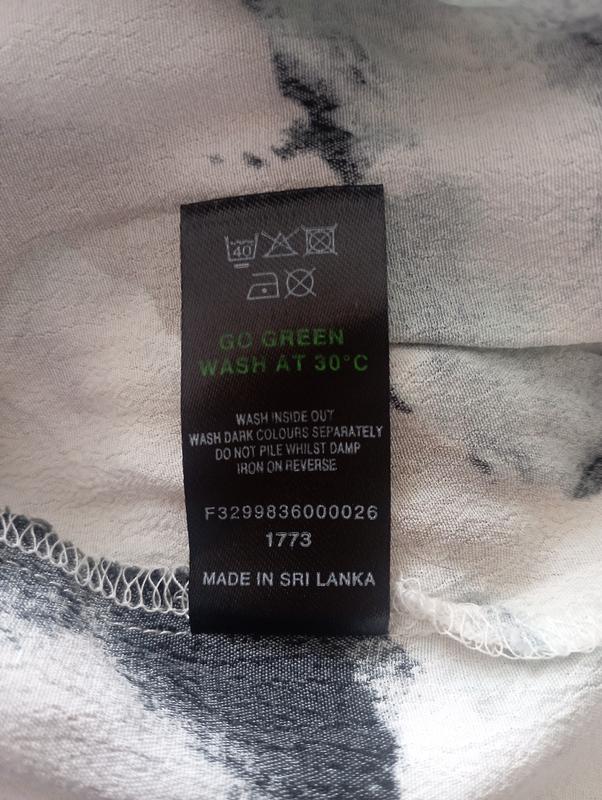 40
GO GREEN
WASH AT 30°C
WASH INSIDE OUT
WASH DARK COLOURS SEPARATELY
DO NOT PILE WHILST DAMP
IRON ON REVERSE
F3299836000026
1773
MADE IN SRI LANKA